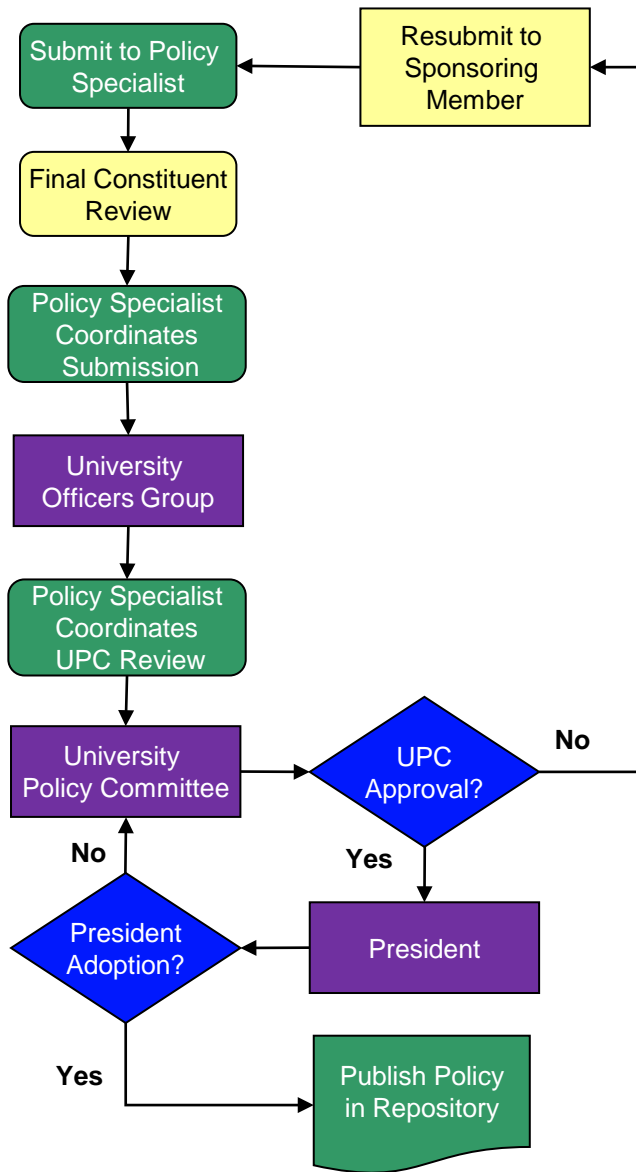 Submit to Policy
Specialist
Resubmit to
Sponsoring
Member
Final Constituent
Review
Policy Specialist
Coordinates
Submission
University
Officers Group
Policy Specialist
Coordinates
UPC Review
University
Policy Committee
UPC
Approval?
No
Yes
No
President
Adoption?
President
Yes
Publish Policy
in Repository